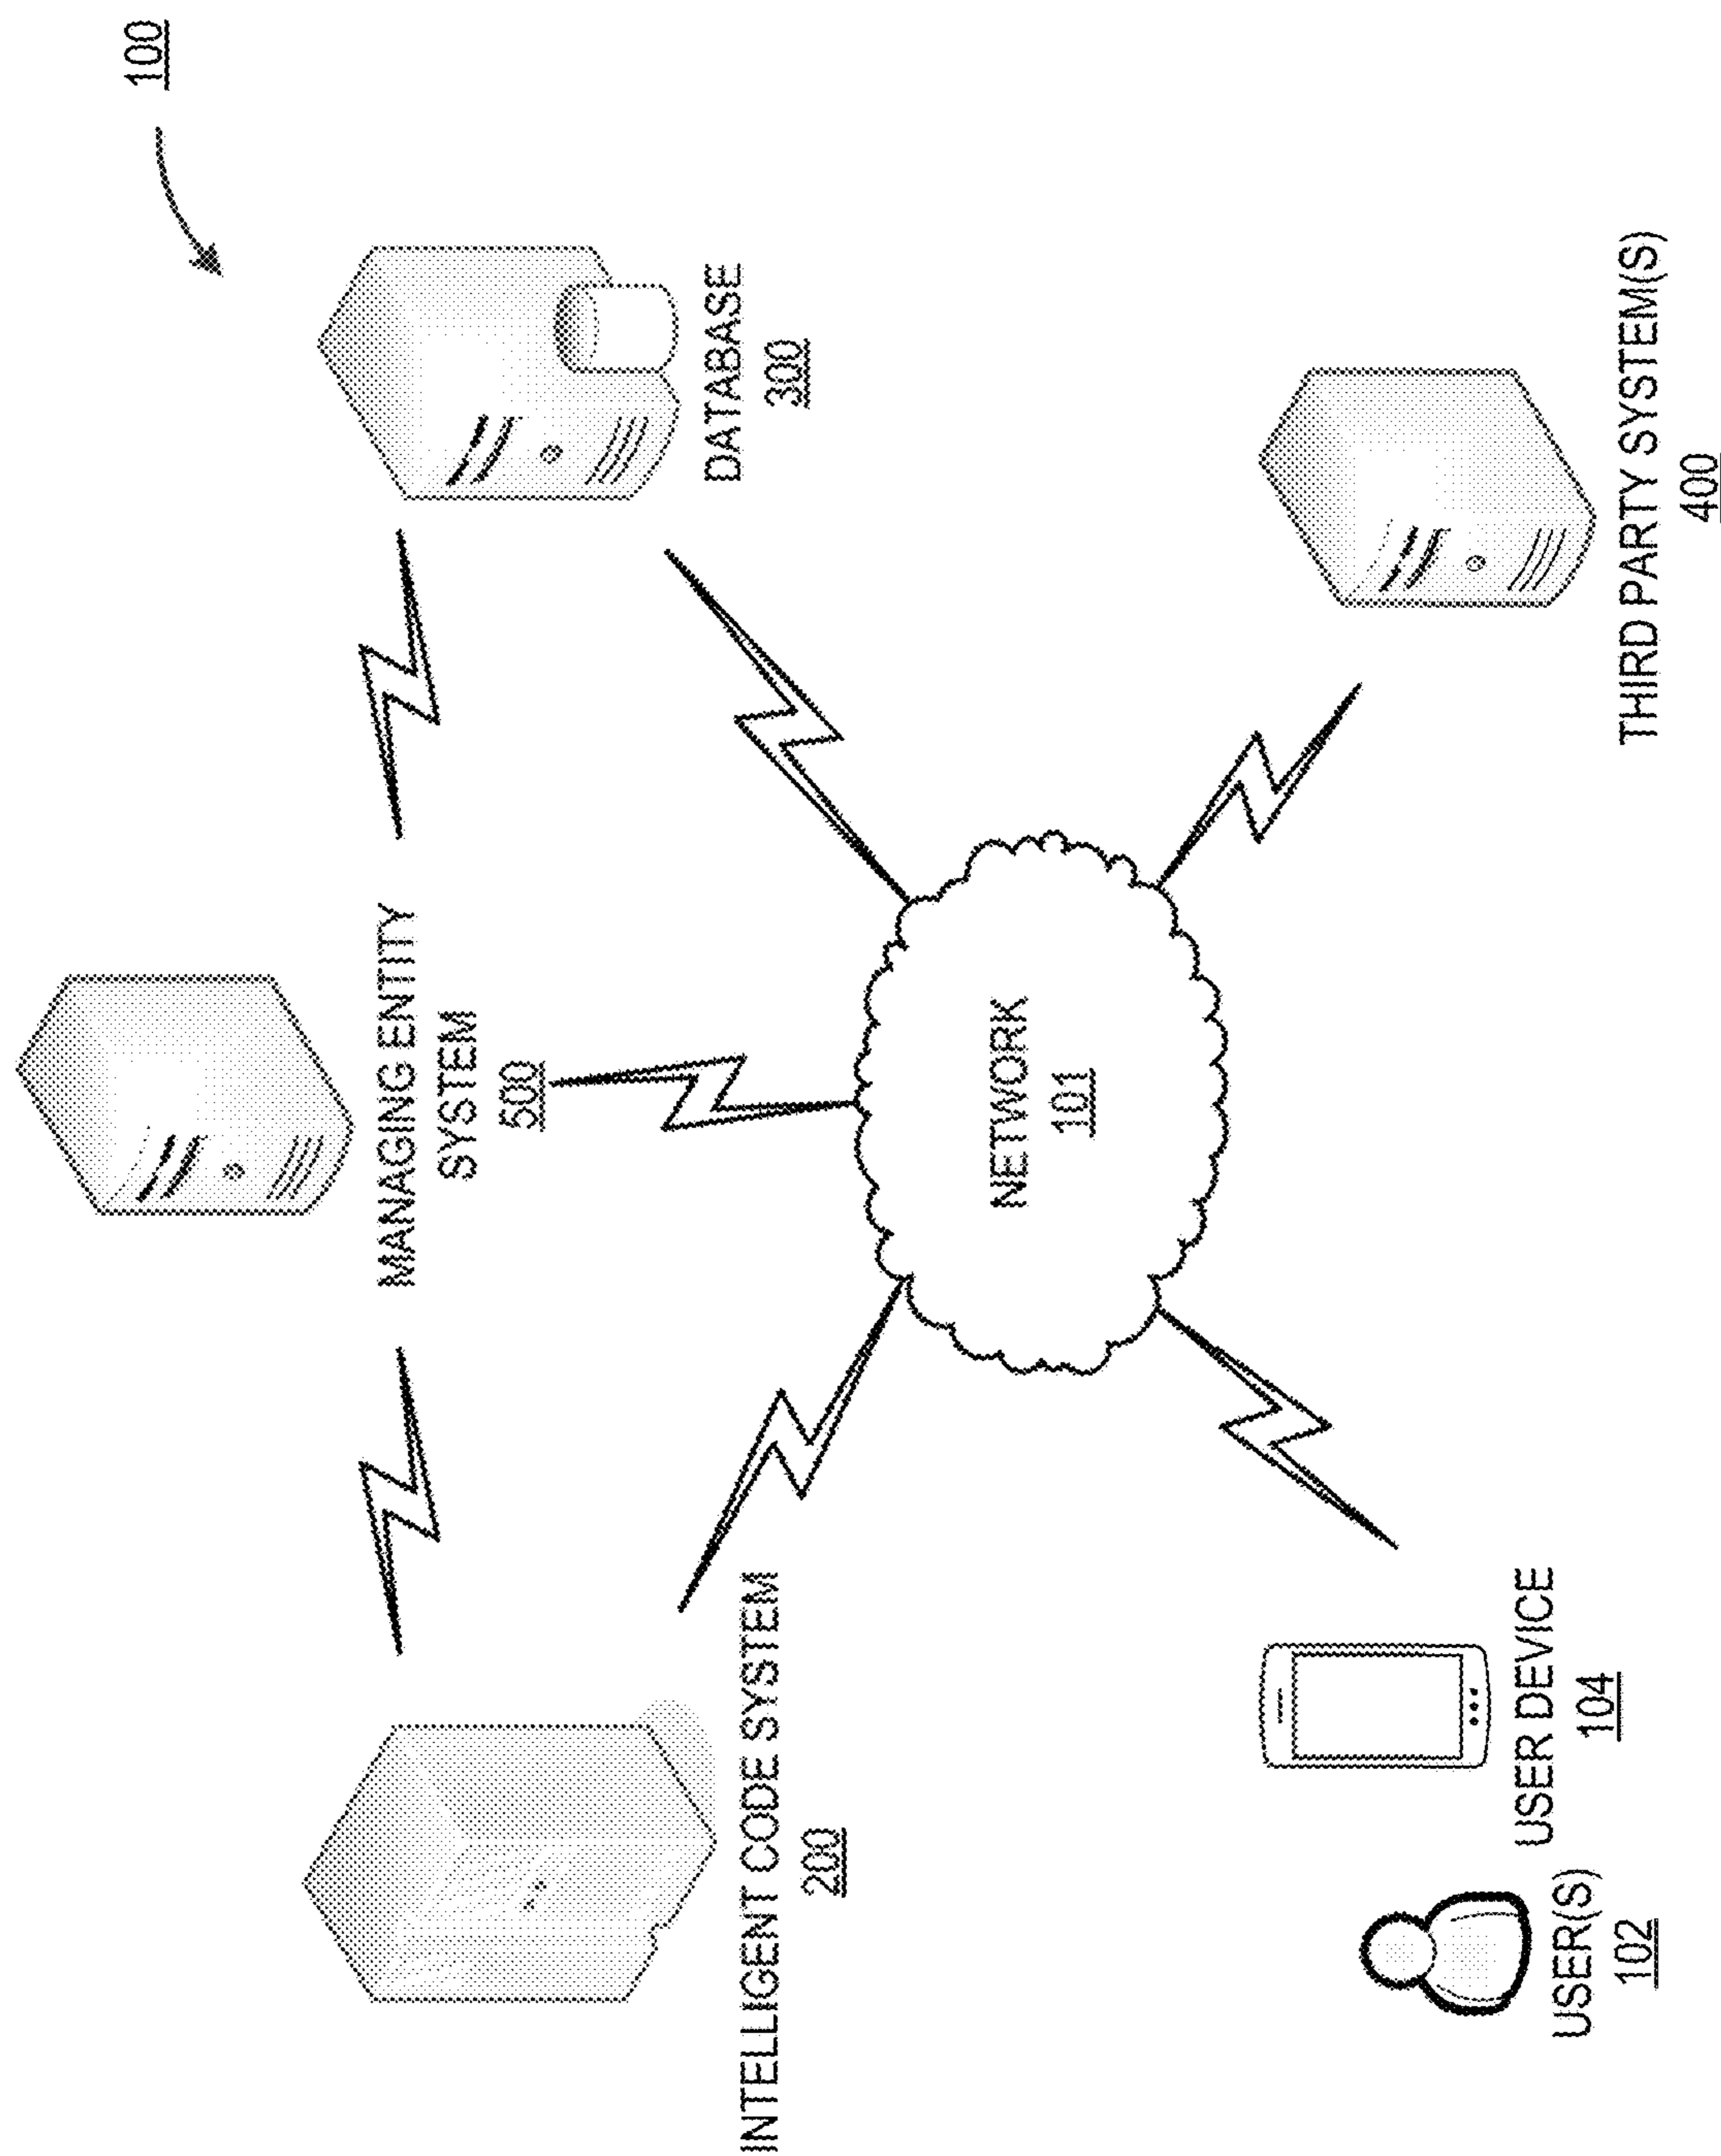 100
MANAGING ENTITY
SYSTEM
500
DATABASE
300
INTELLIGENT CODE SYSTEM
200
NETWORK
101
USER(S)
102
USER DEVICE
104
THIRD PARTY SYSTEM(S)
400